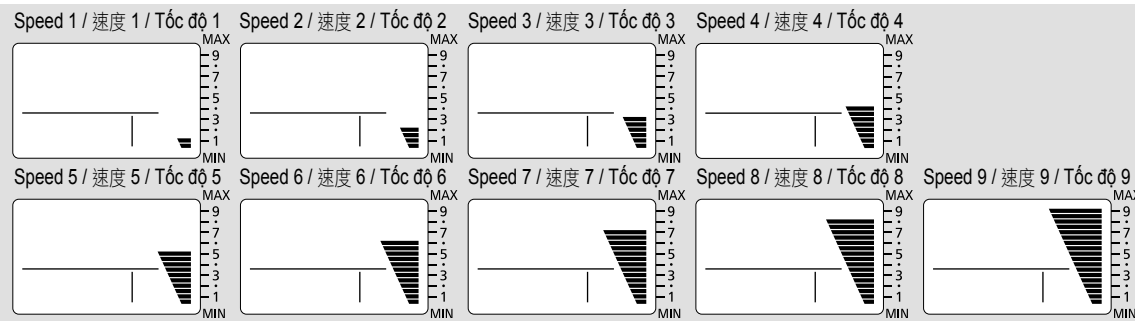 Speed 1 / 速度 1 / Tốc độ 1
MAX
9
7
5
3
1
MIN
Speed 2 / 速度 2 / Tốc độ 2
MAX
9
7
5
3
1
MIN
Speed 3 / 速度 3 / Tốc độ 3
MAX
9
7
5
3
1
MIN
Speed 4 / 速度 4 / Tốc độ 4
MAX
9
7
5
3
1
MIN
Speed 5 / 速度 5 / Tốc độ 5
MAX
9
7
5
3
1
MIN
Speed 6 / 速度 6 / Tốc độ 6
MAX
9
7
5
3
1
MIN
Speed 7 / 速度 7 / Tốc độ 7
MAX
9
7
5
3
1
MIN
Speed 8 / 速度 8 / Tốc độ 8
MAX
9
7
5
3
1
MIN
Speed 9 / 速度 9 / Tốc độ 9
MAX
9
7
5
3
1
MIN